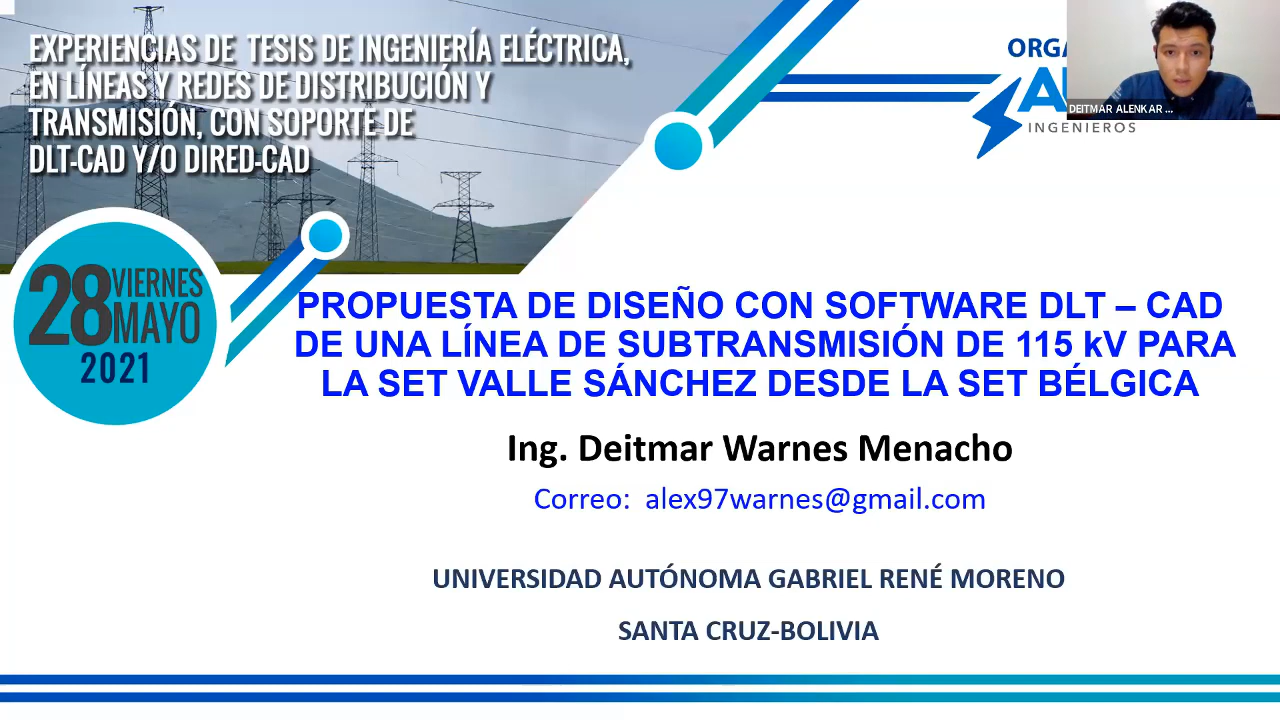 EXPERIENCIAS DE TESIS DE INGENIERÍA ELÉCTRICA,
EN LÍNEAS Y REDES DE DISTRIBUCIÓN Y
TRANSMISIÓN, CON SOPORTE DE
DLT-CAD Y/O DIRED-CAD
DEITMAR ALENKAR ...
INGENIEROS
28 VIERNES
MAYO
2021
PROPUESTA DE DISEÑO CON SOFTWARE DLT – CAD
DE UNA LÍNEA DE SUBTRANSMISIÓN DE 115 kV PARA
LA SET VALLE SÁNCHEZ DESDE LA SET BÉLGICA
Ing. Deitmar Warnes Menacho
Correo: alex97warnes@gmail.com
UNIVERSIDAD AUTÓNOMA GABRIEL RENÉ MORENO
SANTA CRUZ-BOLIVIA